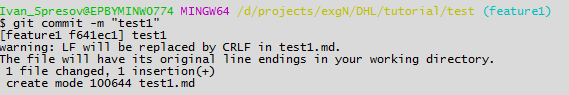 Ivan_Spresov@EPBYMINW0774 MINGW64 /d/projects/exgN/DHL/tutorial/test (feature1)
$ git commit -m "test1"
[feature1 f641ec1] test1
warning: LF will be replaced by CRLF in test1.md.
The file will have its original line endings in your working directory.
 1 file changed, 1 insertion(+)
 create mode 100644 test1.md